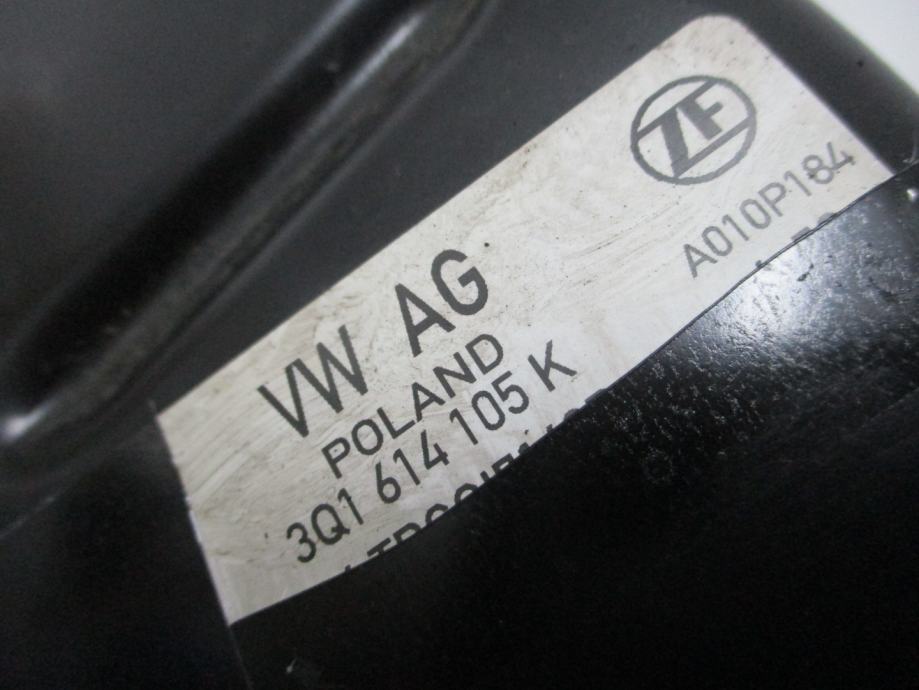 ZF
A010P184
VW AG
POLAND
3Q1 614 105 K